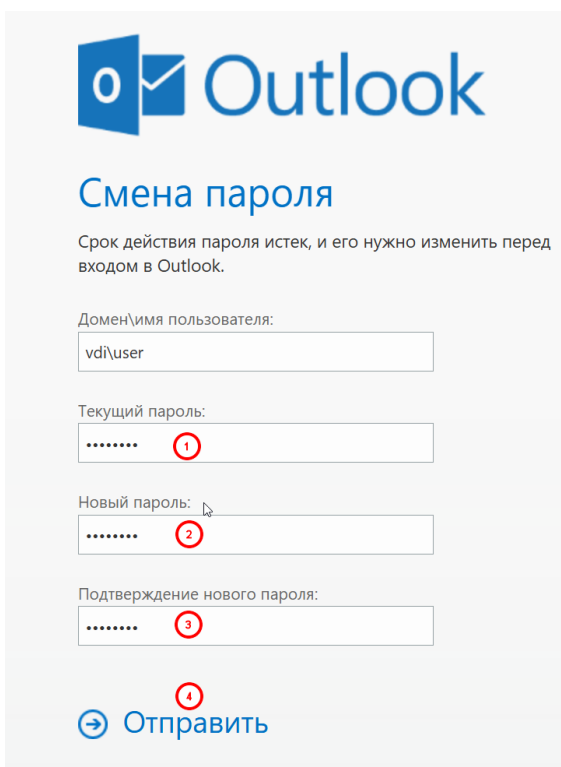 Outlook
Смена пароля
Срок действия пароля истек, и его нужно изменить перед
входом в Outlook.
Домен\имя пользователя:
vdi\user
Текущий пароль:
•••••••• 1
Новый пароль:
•••••••• 2
Подтверждение нового пароля:
•••••••• 3
4
Отправить